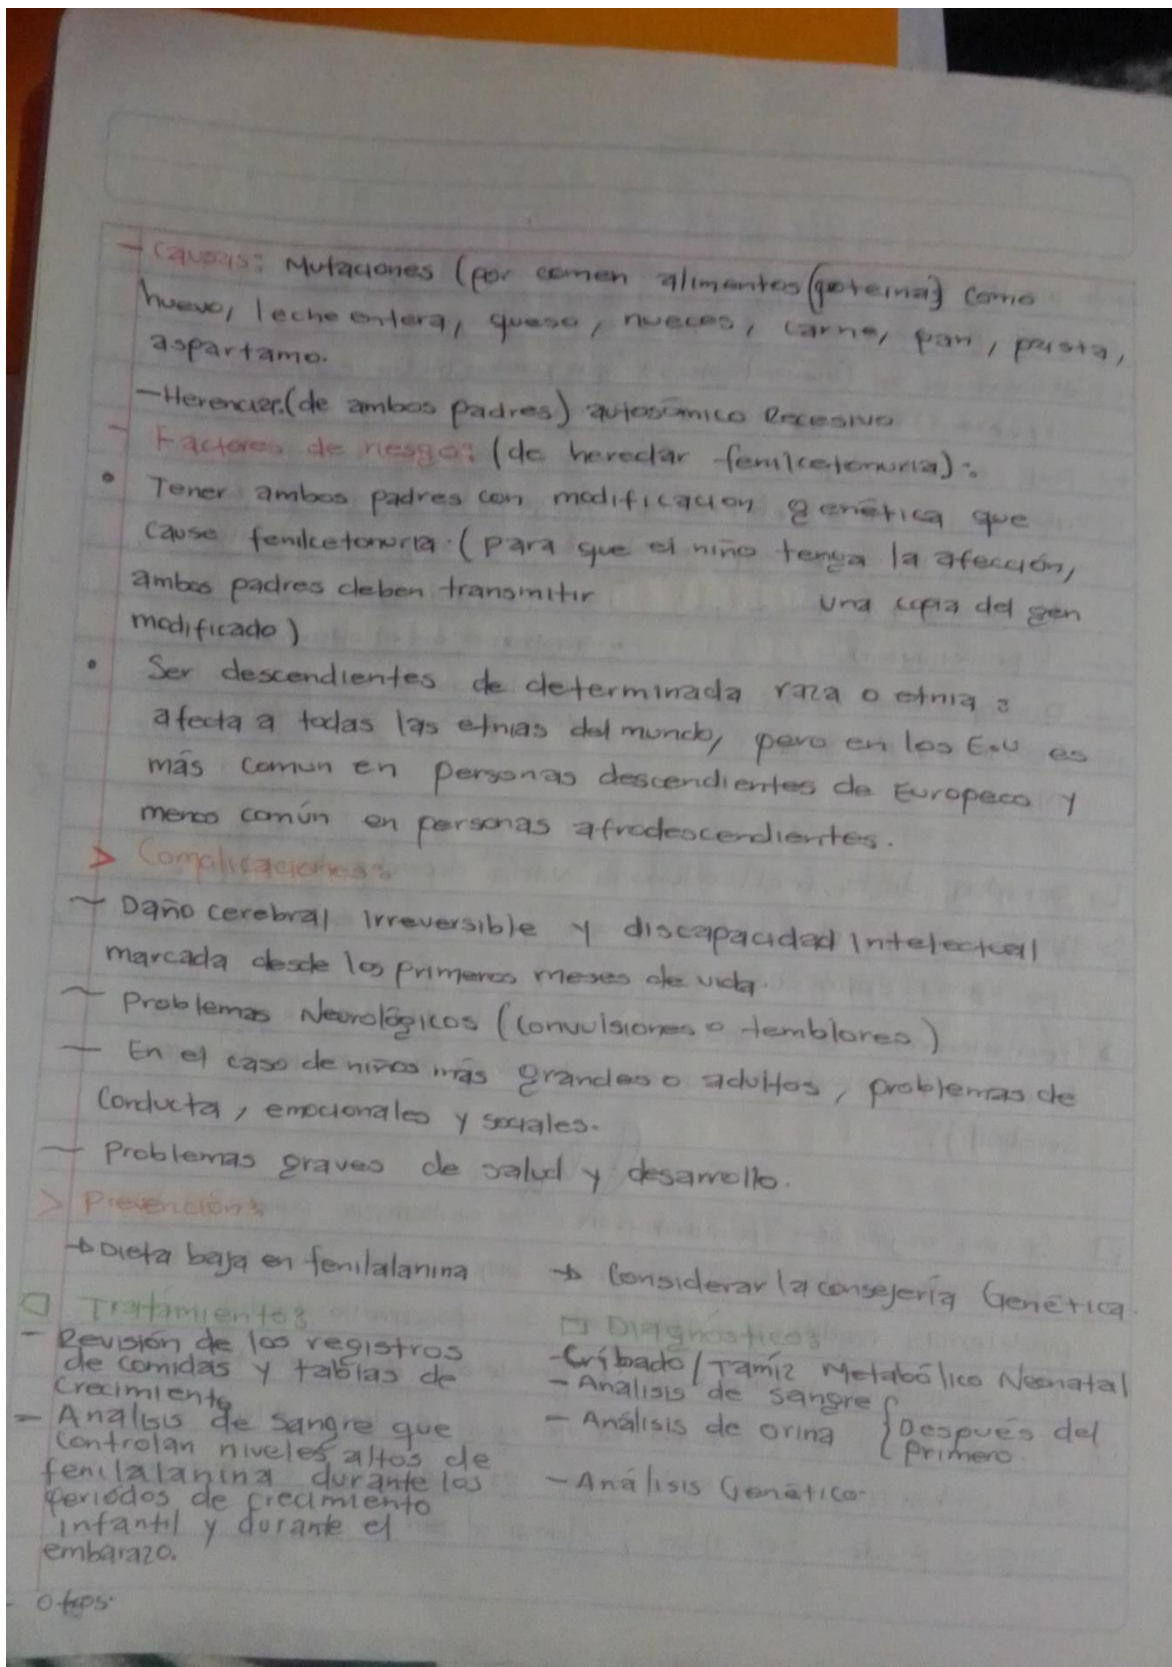 - Causas: Mutaciones (por comen alimentos (proteina) como
huevo, leche entera, queso, nueces, carne, pan, pasta,
aspartamo.
- Herencia: (de ambos padres) autosómico Recesivo
- Factores de riesgo: (de heredar fenilcetonuria):
• Tener ambos padres con modificacion genética que
cause fenilcetonuria. (para que el niño tenga la afección,
ambos padres deben transmitir una copia del gen
modificado)
• Ser descendientes de determinada raza o etnia:
afecta a todas las etnias del mundo, pero en los E.U es
más comun en personas descendientes de Europeos y
menos común en personas afrodescendientes.
> Complicaciones:
- Daño cerebral irreversible y discapacidad Intelectual
marcada desde los primeros meses de vida.
- Problemas Neurológicos (convulsiones o temblores)
- En el caso de niños más grandes o adultos, problemas de
Conducta, emocionales y sociales.
- Problemas graves de salud y desarrollo.
> Prevención:
→ Dieta baja en fenilalanina → Considerar la consejería Genética.
□ Tratamiento:
- Revisión de los registros
de comidas y tablas de
crecimiento
- Analisis de sangre que
controlan niveles altos de
fenilalanina durante los
periodos de crecimiento
infantil y durante el
embarazo.
- Otros.
□ Diagnostico:
- Cribado / Tamiz Metabólico Neonatal
- Análisis de sangre
- Análisis de orina { Después del
primero.
- Análisis Genético.